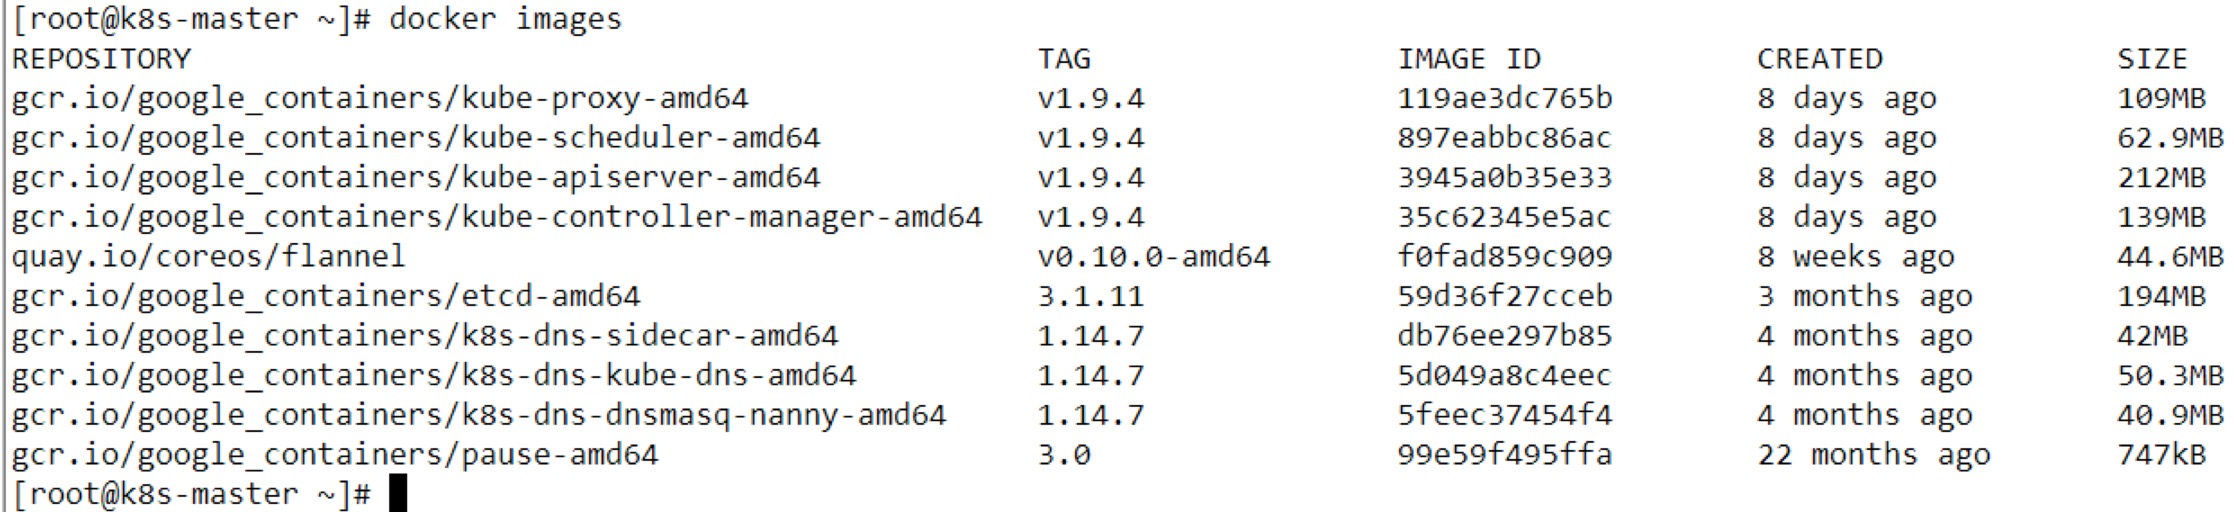 [root@k8s-master ~]# docker images
REPOSITORY TAG IMAGE ID CREATED SIZE
gcr.io/google_containers/kube-proxy-amd64 v1.9.4 119ae3dc765b 8 days ago 109MB
gcr.io/google_containers/kube-scheduler-amd64 v1.9.4 897eabbc86ac 8 days ago 62.9MB
gcr.io/google_containers/kube-apiserver-amd64 v1.9.4 3945a0b35e33 8 days ago 212MB
gcr.io/google_containers/kube-controller-manager-amd64 v1.9.4 35c62345e5ac 8 days ago 139MB
quay.io/coreos/flannel v0.10.0-amd64 f0fad859c909 8 weeks ago 44.6MB
gcr.io/google_containers/etcd-amd64 3.1.11 59d36f27cceb 3 months ago 194MB
gcr.io/google_containers/k8s-dns-sidecar-amd64 1.14.7 db76ee297b85 4 months ago 42MB
gcr.io/google_containers/k8s-dns-kube-dns-amd64 1.14.7 5d049a8c4eec 4 months ago 50.3MB
gcr.io/google_containers/k8s-dns-dnsmasq-nanny-amd64 1.14.7 5feec37454f4 4 months ago 40.9MB
gcr.io/google_containers/pause-amd64 3.0 99e59f495ffa 22 months ago 747kB
[root@k8s-master ~]#